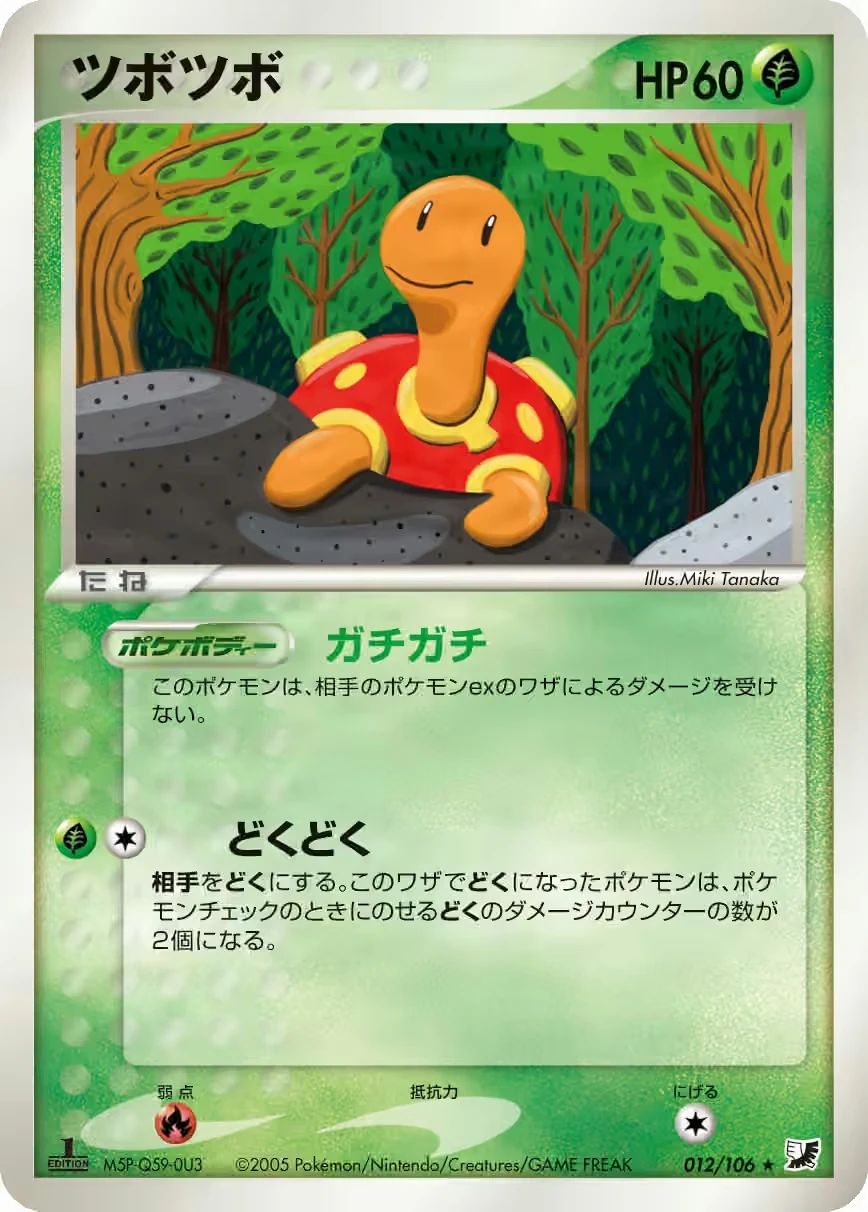 ツボツボ
HP60
たね
Illus.Miki Tanaka
ポケボディー ガチガチ
このポケモンは、相手のポケモンexのワザによるダメージを受け
ない。
どくどく
相手をどくにする。このワザでどくになったポケモンは、ポケ
モンチェックのときにのせるどくのダメージカウンターの数が
2個になる。
弱点 抵抗力 にげる
1 EDITION M5P-Q59-0U3 ©2005 Pokémon/Nintendo/Creatures/GAME FREAK 012/106 ★